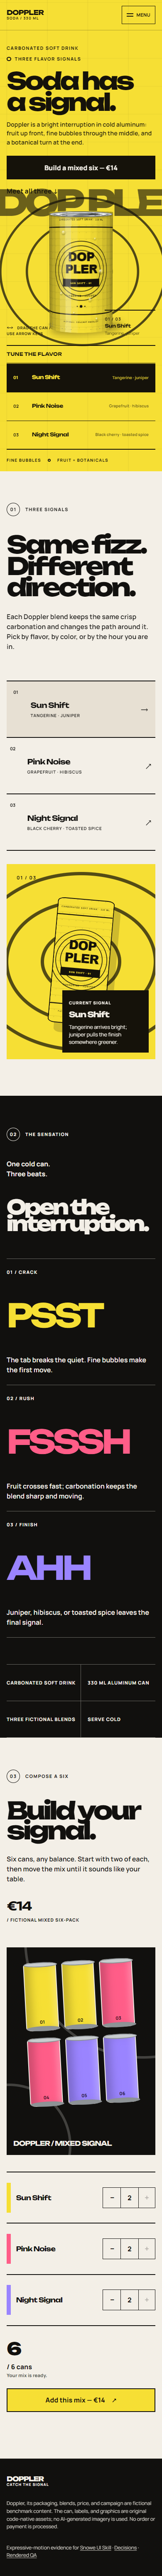 DOPPLER
SODA / 330 ML
MENU
CARBONATED SOFT DRINK
THREE FLAVOR SIGNALS
Soda has
a signal.
Doppler is a bright interruption in cold aluminum:
fruit up front, fine bubbles through the middle, and
a botanical turn at the end.
Build a mixed six — €14
Meet all three ↓
DOPPLE
DOP
PLER
01 / 03
Sun Shift
Tangerine · juniper
USE ARROW KEYS
TUNE THE FLAVOR
01 Sun Shift Tangerine · juniper
02 Pink Noise Grapefruit · hibiscus
03 Night Signal Black cherry · toasted spice
FINE BUBBLES FRUIT + BOTANICALS
01 THREE SIGNALS
Same fizz.
Different
direction.
Each Doppler blend keeps the same crisp
carbonation and changes the path around it.
Pick by flavor, by color, or by the hour you are
in.
01
Sun Shift
TANGERINE · JUNIPER
→
02
Pink Noise
GRAPEFRUIT · HIBISCUS
↗
03
Night Signal
BLACK CHERRY · TOASTED SPICE
↗
01 / 03
DOP
PLER
CURRENT SIGNAL
Sun Shift
Tangerine arrives bright;
juniper pulls the finish
somewhere greener.
02 THE SENSATION
One cold can.
Three beats.
Open the
interruption.
01 / CRACK
PSST
The tab breaks the quiet. Fine bubbles make
the first move.
02 / RUSH
FSSSH
Fruit crosses fast; carbonation keeps the
blend sharp and moving.
03 / FINISH
AHH
Juniper, hibiscus, or toasted spice leaves the
final signal.
CARBONATED SOFT DRINK 330 ML ALUMINUM CAN
THREE FICTIONAL BLENDS SERVE COLD
03 COMPOSE A SIX
Build your
signal.
Six cans, any balance. Start with two of each,
then move the mix until it sounds like your
table.
€14
/ FICTIONAL MIXED SIX-PACK
01 02 03
04 05 06
DOPPLER / MIXED SIGNAL
Sun Shift − 2 +
Pink Noise − 2 +
Night Signal − 2 +
6
/ 6 cans
Your mix is ready.
Add this mix — €14 ↗
DOPPLER
CATCH THE SIGNAL
Doppler, its packaging, blends, price, and campaign are fictional
benchmark content. The can, labels, and graphics are original
code-native assets; no AI-generated imagery is used. No order or
payment is processed.
Expressive-motion evidence for Snowe UI Skill · Decisions ·
Rendered QA